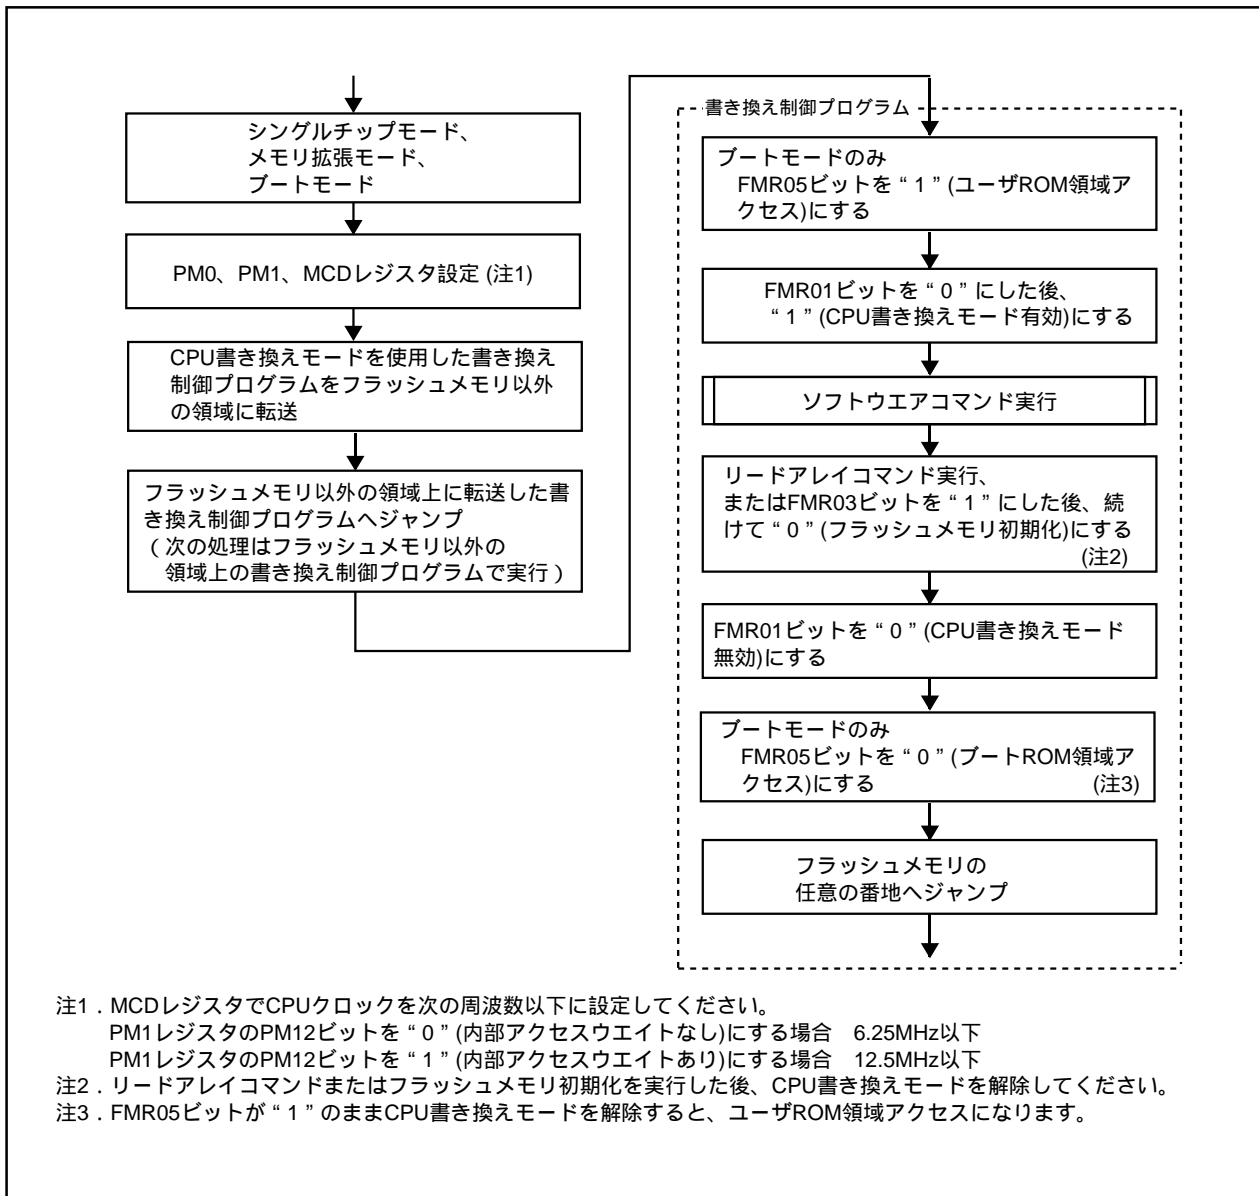 シングルチップモード、
メモリ拡張モード、
ブートモード
PM0、PM1、MCDレジスタ設定 (注1)
CPU書き換えモードを使用した書き換え
制御プログラムをフラッシュメモリ以外
の領域に転送
フラッシュメモリ以外の領域上に転送した書
き換え制御プログラムへジャンプ
(次の処理はフラッシュメモリ以外の
領域上の書き換え制御プログラムで実行)
書き換え制御プログラム
ブートモードのみ
FMR05ビットを “ 1 ” (ユーザROM領域ア
クセス)にする
FMR01ビットを “ 0 ” にした後、
“ 1 ” (CPU書き換えモード有効)にする
ソフトウエアコマンド実行
リードアレイコマンド実行、
またはFMR03ビットを “ 1 ” にした後、続
けて “ 0 ” (フラッシュメモリ初期化)にする
(注2)
FMR01ビットを “ 0 ” (CPU書き換えモード
無効)にする
ブートモードのみ
FMR05ビットを “ 0 ” (ブートROM領域ア
クセス)にする (注3)
フラッシュメモリの
任意の番地へジャンプ
注1．MCDレジスタでCPUクロックを次の周波数以下に設定してください。
PM1レジスタのPM12ビットを “ 0 ” (内部アクセスウエイトなし)にする場合　6.25MHz以下
PM1レジスタのPM12ビットを “ 1 ” (内部アクセスウエイトあり)にする場合　12.5MHz以下
注2．リードアレイコマンドまたはフラッシュメモリ初期化を実行した後、CPU書き換えモードを解除してください。
注3．FMR05ビットが “ 1 ” のままCPU書き換えモードを解除すると、ユーザROM領域アクセスになります。